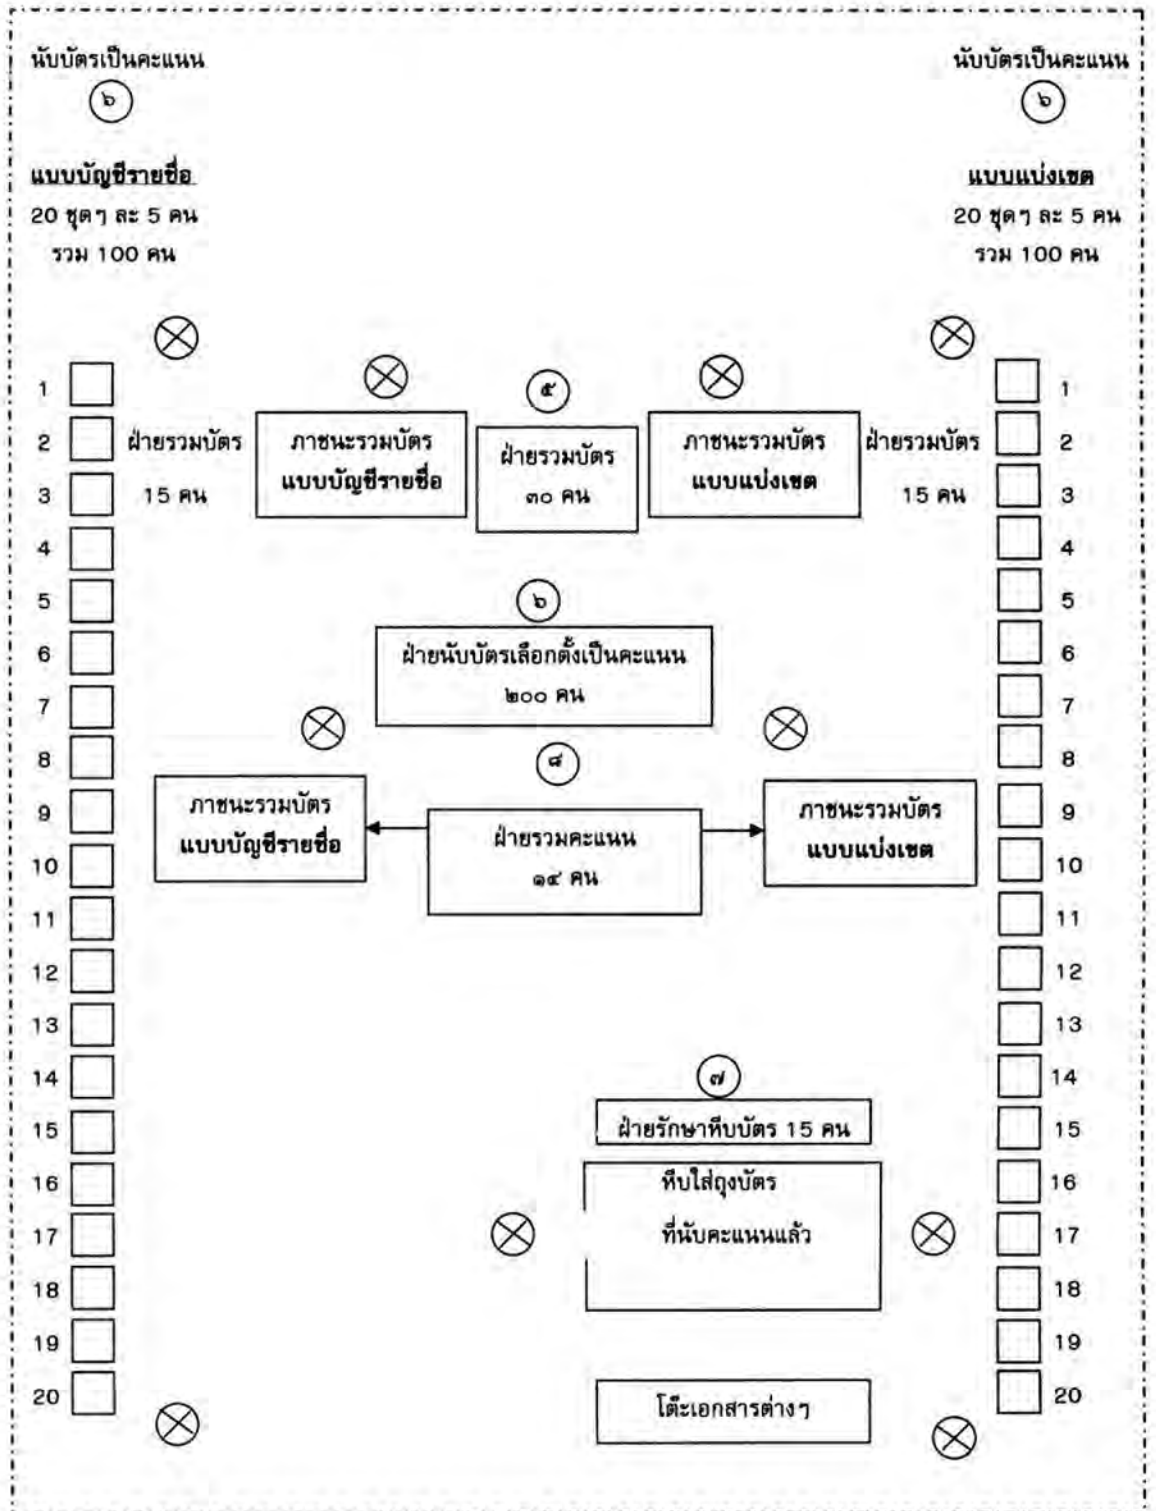 นับบัตรเป็นคะแนน
๖
แบบบัญชีรายชื่อ
20 ชุดๆ ละ 5 คน
รวม 100 คน
นับบัตรเป็นคะแนน
๖
แบบแบ่งเขต
20 ชุดๆ ละ 5 คน
รวม 100 คน
1
2
3
4
5
6
7
8
9
10
11
12
13
14
15
16
17
18
19
20
ฝ่ายรวมบัตร
15 คน
ภาชนะรวมบัตร
แบบบัญชีรายชื่อ
๕
ฝ่ายรวมบัตร
๓๐ คน
ภาชนะรวมบัตร
แบบแบ่งเขต
ฝ่ายรวมบัตร
15 คน
๖
ฝ่ายนับบัตรเลือกตั้งเป็นคะแนน
๒๐๐ คน
๘
ภาชนะรวมบัตร
แบบบัญชีรายชื่อ
ฝ่ายรวมคะแนน
๑๔ คน
ภาชนะรวมบัตร
แบบแบ่งเขต
๗
ฝ่ายรักษาหีบบัตร 15 คน
หีบใส่ถุงบัตร
ที่นับคะแนนแล้ว
โต๊ะเอกสารต่างๆ
1
2
3
4
5
6
7
8
9
10
11
12
13
14
15
16
17
18
19
20